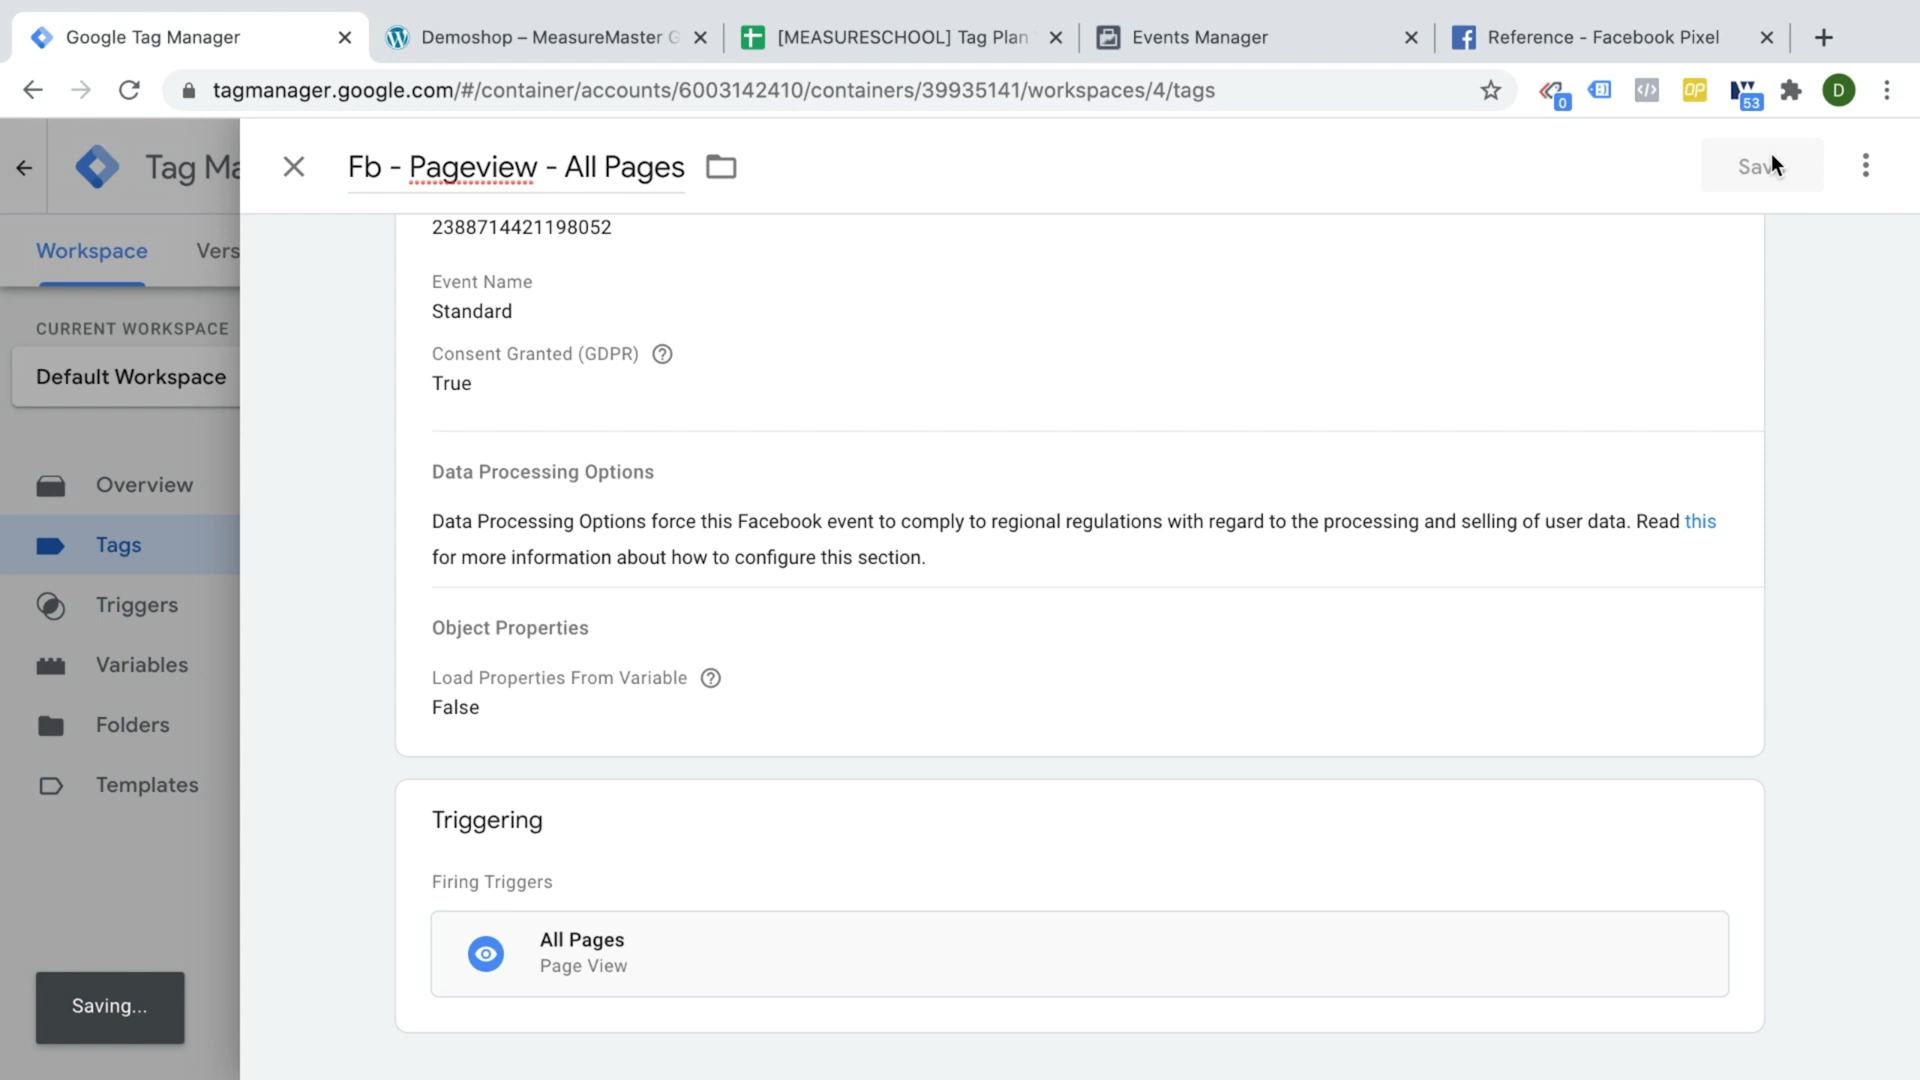 Google Tag Manager
Demoshop – MeasureMaster G
[MEASURESCHOOL] Tag Plan
Events Manager
Reference - Facebook Pixel
tagmanager.google.com/#/container/accounts/6003142410/containers/39935141/workspaces/4/tags
0
OP
53
D
Tag Ma
Fb - Pageview - All Pages
Sav
Workspace
Vers
2388714421198052
Event Name
Standard
CURRENT WORKSPACE
Default Workspace
Consent Granted (GDPR)
True
Data Processing Options
Data Processing Options force this Facebook event to comply to regional regulations with regard to the processing and selling of user data. Read this
for more information about how to configure this section.
Overview
Tags
Triggers
Variables
Folders
Templates
Object Properties
Load Properties From Variable
False
Triggering
Firing Triggers
All Pages
Page View
Saving...